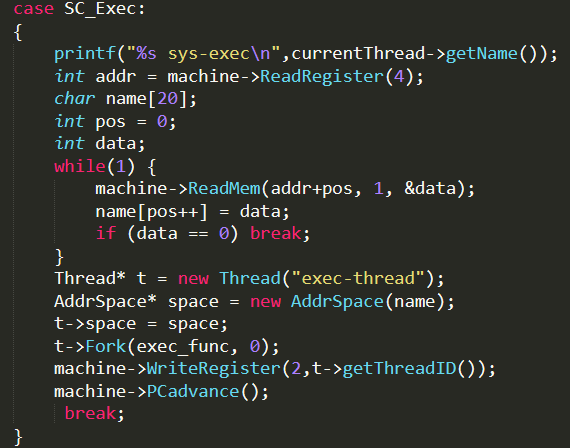 case SC_Exec:
{
    printf("%s sys-exec\n",currentThread->getName());
    int addr = machine->ReadRegister(4);
    char name[20];
    int pos = 0;
    int data;
    while(1) {
        machine->ReadMem(addr+pos, 1, &data);
        name[pos++] = data;
        if (data == 0) break;
    }
    Thread* t = new Thread("exec-thread");
    AddrSpace* space = new AddrSpace(name);
    t->space = space;
    t->Fork(exec_func, 0);
    machine->WriteRegister(2,t->getThreadID());
    machine->PCadvance();
     break;
}